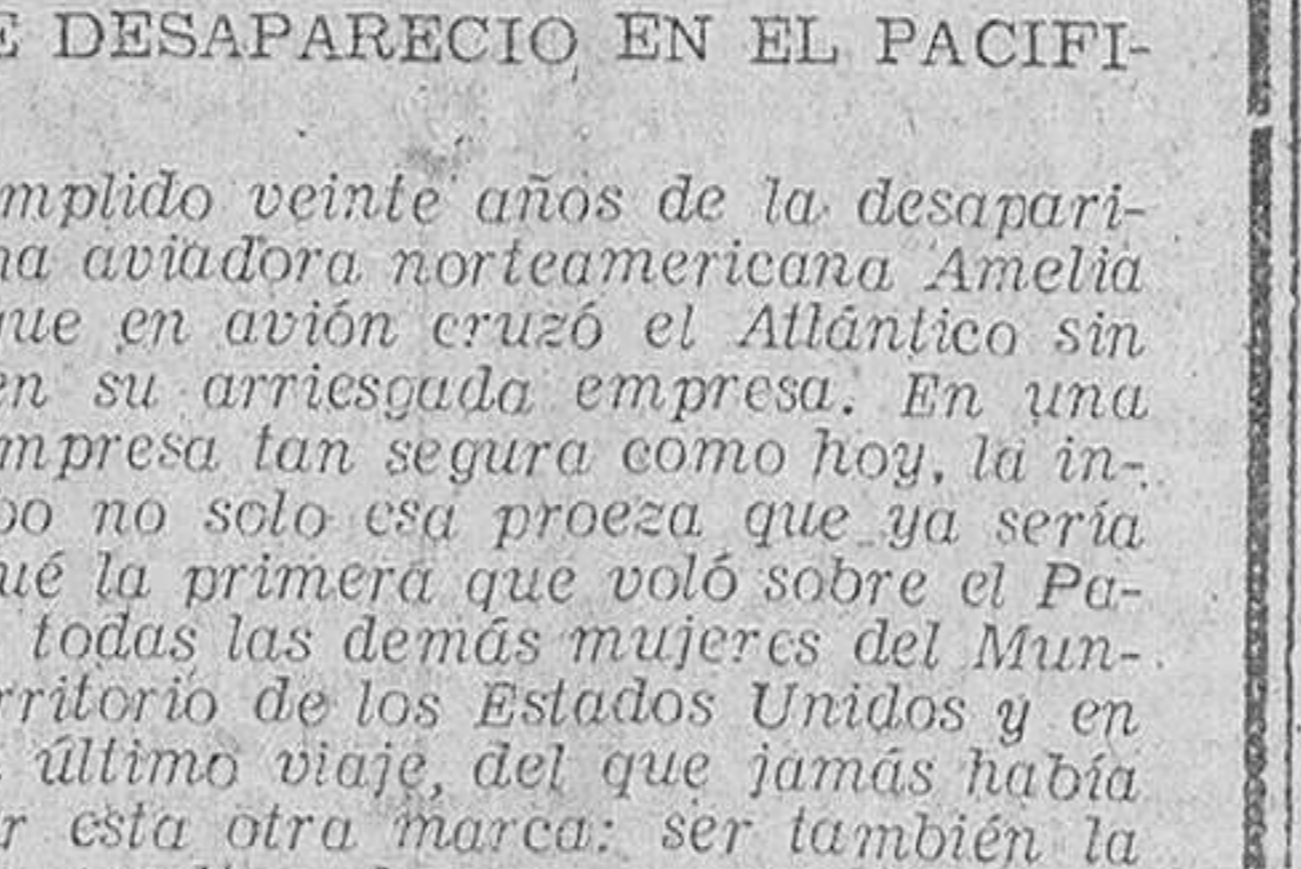 E DESAPARECIO EN EL PACIFI-
mplido veinte años de la desapari-
na aviadora norteamericana Amelia
que en avión cruzó el Atlántico sin
en su arriesgada empresa. En una
mpresa tan segura como hoy, la in-
bo no solo esa proeza que ya sería
ué la primera que voló sobre el Pa-
todas las demás mujeres del Mun-
rritorio de los Estados Unidos y en
último viaje, del que jamás había
r esta otra marca: ser también la